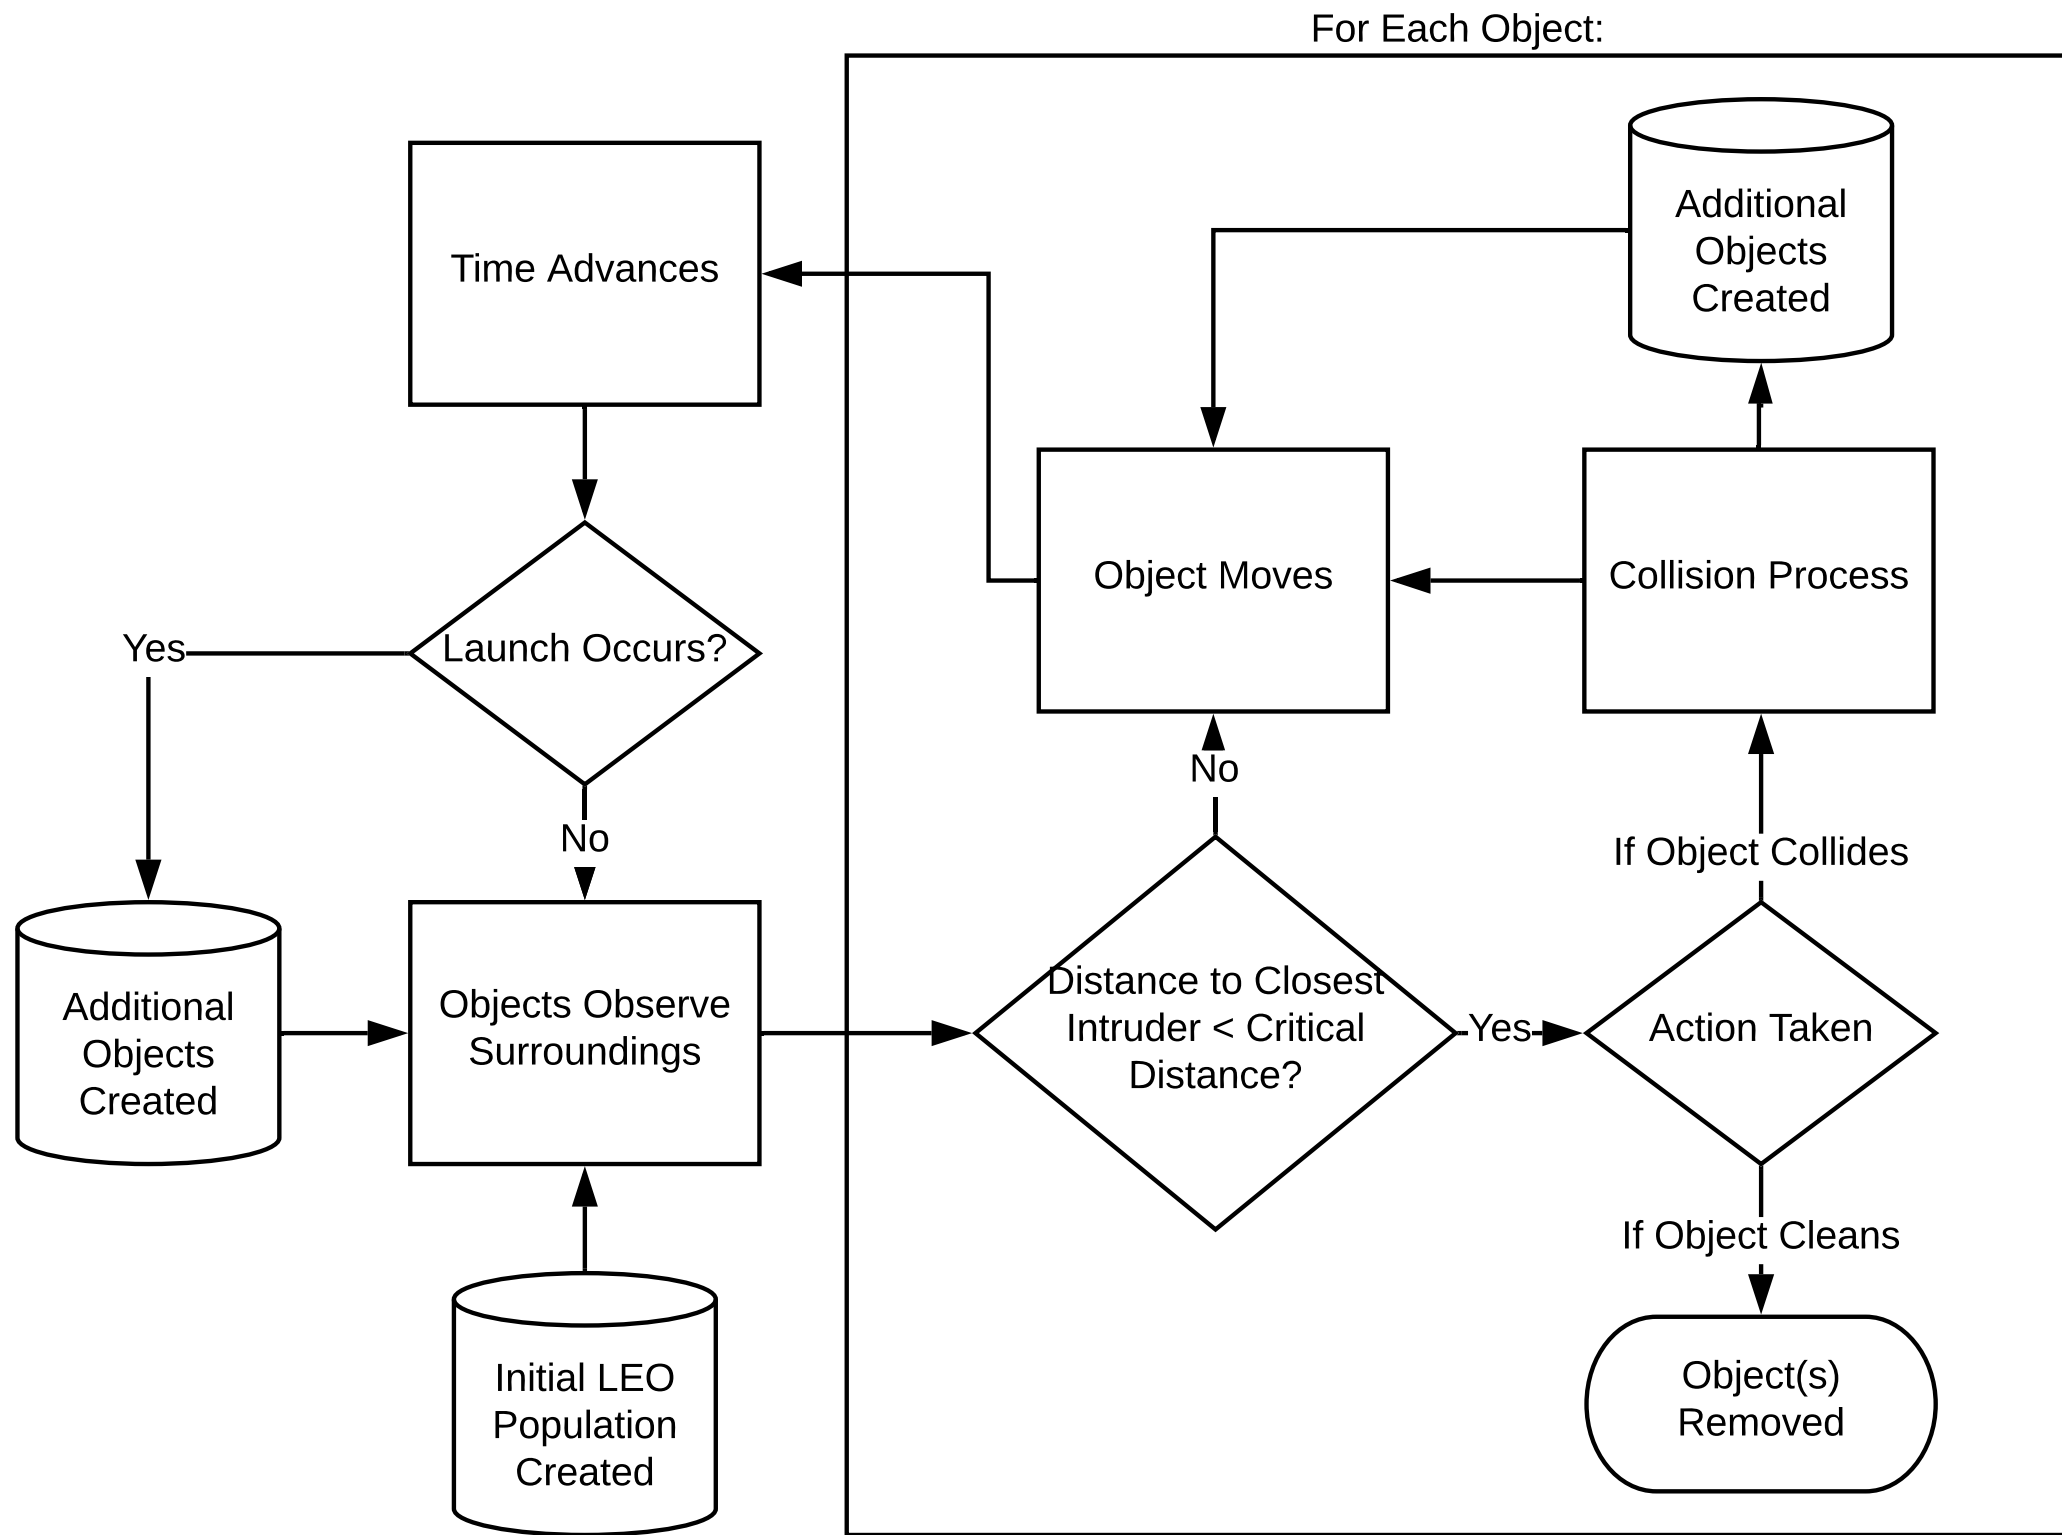 For Each Object:
Additional
Objects
Created
Time Advances
Object Moves
Collision Process
Launch Occurs?
Yes
No
No
If Object Collides
Additional
Objects
Created
Objects Observe
Surroundings
Distance to Closest
Intruder < Critical
Distance?
Yes
Action Taken
If Object Cleans
Initial LEO
Population
Created
Object(s)
Removed